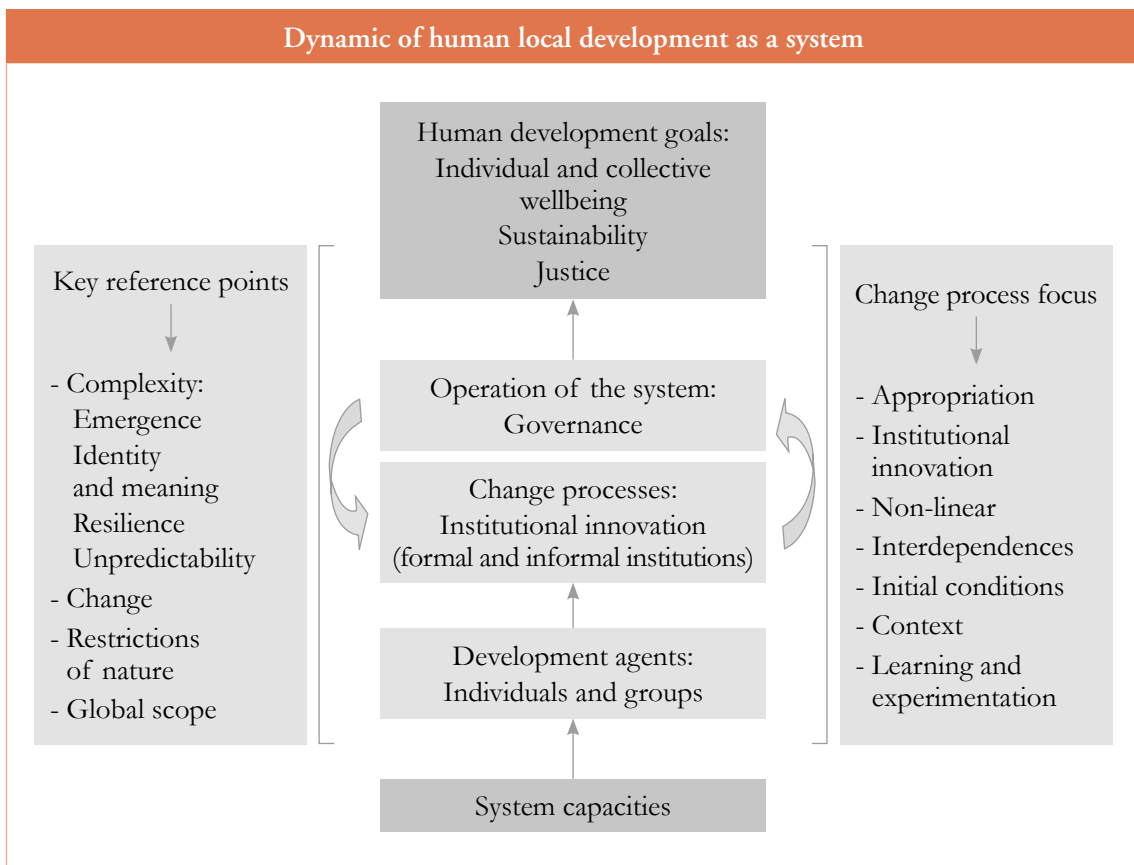 Dynamic of human local development as a system
Human development goals:
Individual and collective
wellbeing
Sustainability
Justice
Key reference points
- Complexity:
Emergence
Identity
and meaning
Resilience
Unpredictability
- Change
- Restrictions
of nature
- Global scope
Operation of the system:
Governance
Change processes:
Institutional innovation
(formal and informal institutions)
Development agents:
Individuals and groups
System capacities
Change process focus
- Appropriation
- Institutional
innovation
- Non-linear
- Interdependences
- Initial conditions
- Context
- Learning and
experimentation